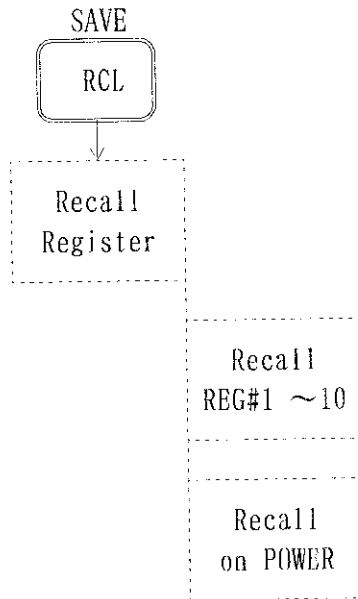 SAVE
RCL
Recall
Register
Recall
REG#1 ～10
Recall
on POWER